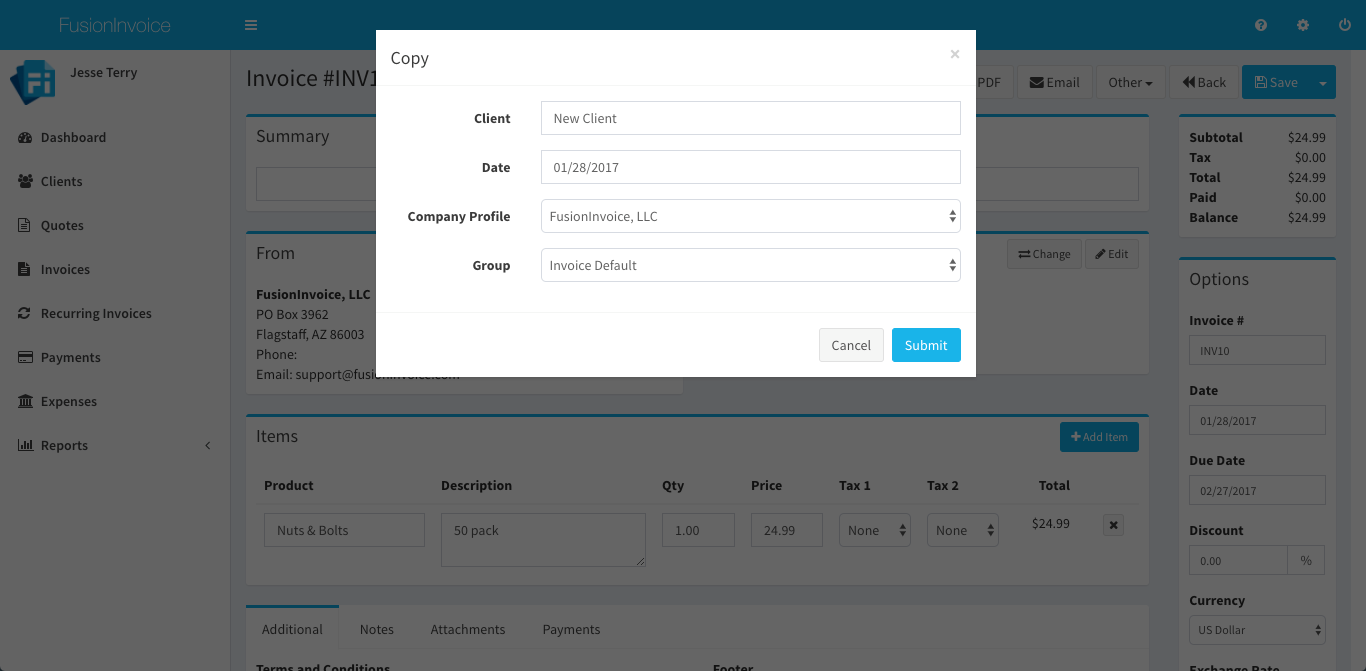 FusionInvoice
Jesse Terry
Dashboard
Clients
Quotes
Invoices
Recurring Invoices
Payments
Expenses
Reports
Invoice #INV1
PDF
Email
Other
Back
Save
Copy
×
Client
New Client
Date
01/28/2017
Company Profile
FusionInvoice, LLC
Group
Invoice Default
Cancel
Submit
Summary
From
Change
Edit
FusionInvoice, LLC
PO Box 3962
Flagstaff, AZ 86003
Phone:
Email: support@fusioninvoice.com
Items
Add Item
Product Description Qty Price Tax 1 Tax 2 Total
Nuts & Bolts 50 pack 1.00 24.99 None None $24.99
Additional Notes Attachments Payments
Terms and Conditions Footer
Subtotal $24.99
Tax $0.00
Total $24.99
Paid $0.00
Balance $24.99
Options
Invoice #
INV10
Date
01/28/2017
Due Date
02/27/2017
Discount
0.00 %
Currency
US Dollar
Exchange Rate